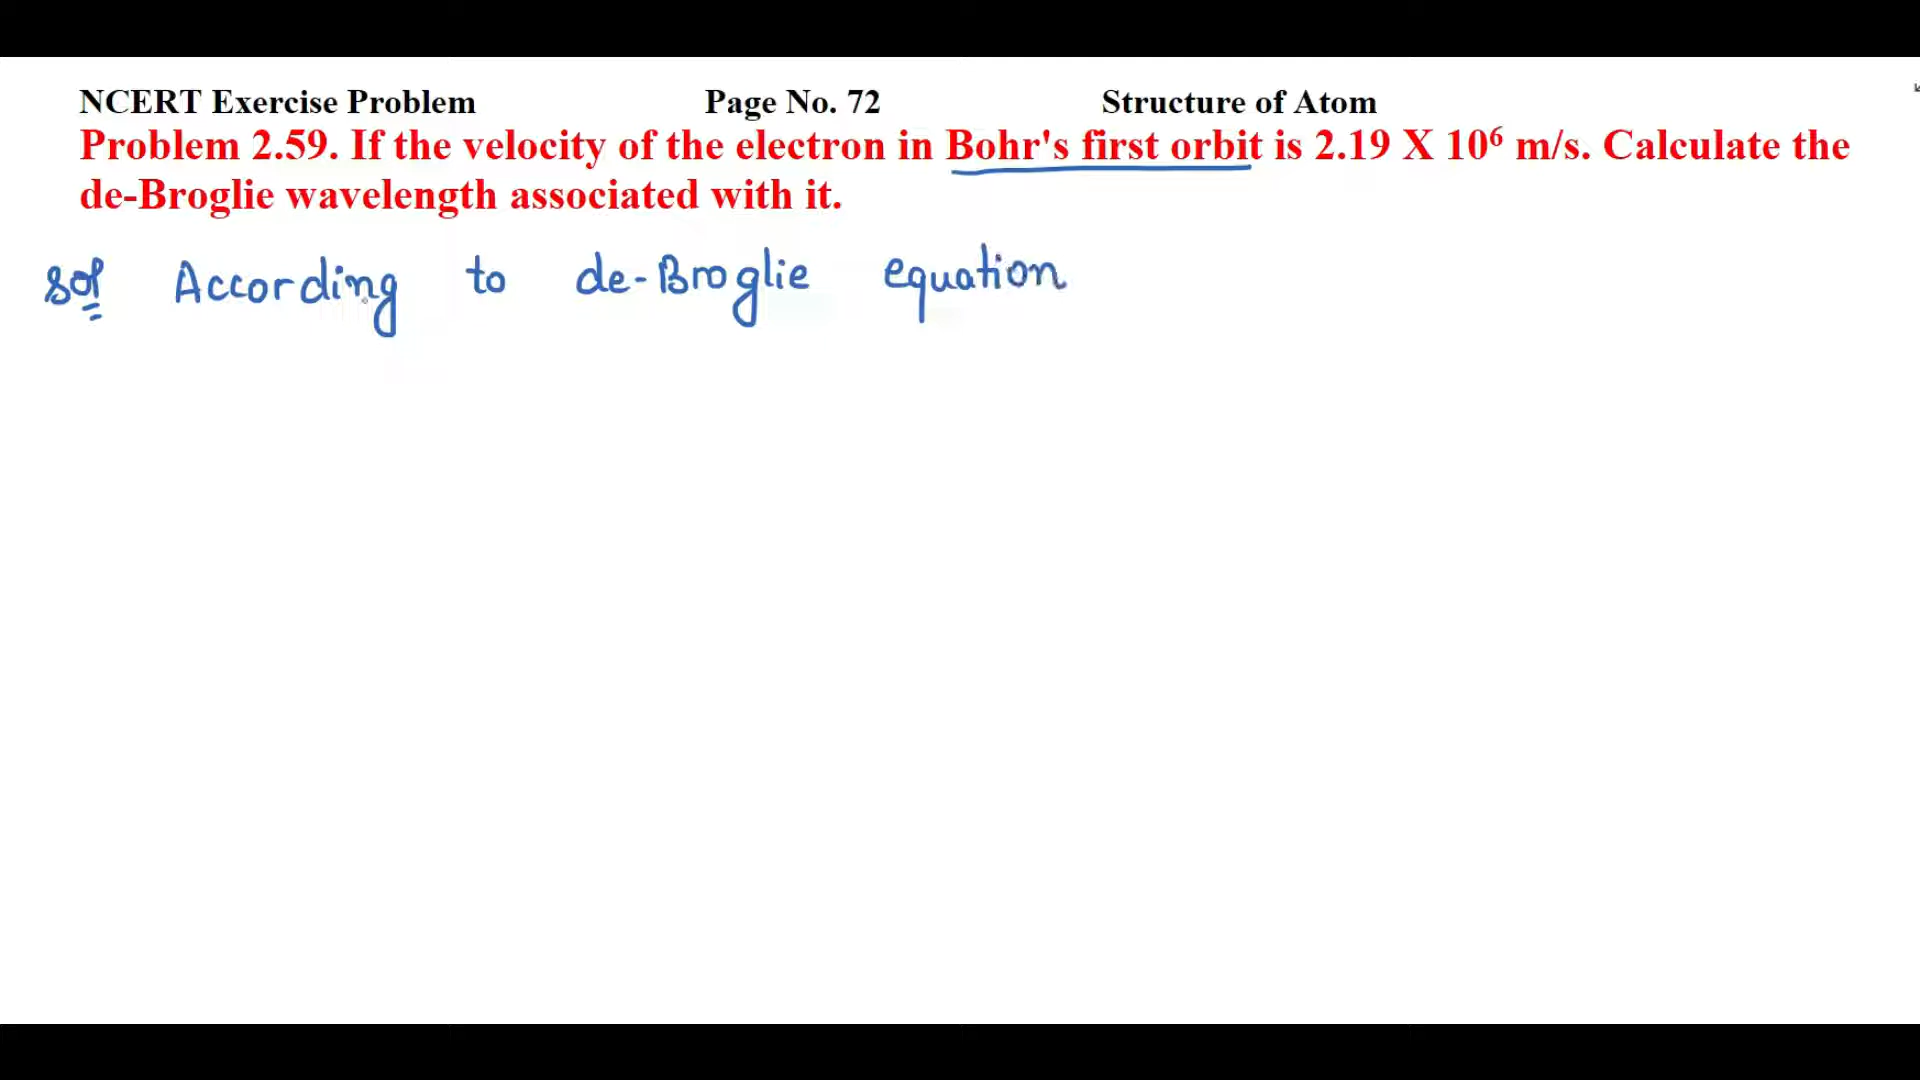 NCERT Exercise Problem Page No. 72 Structure of Atom
Problem 2.59. If the velocity of the electron in Bohr's first orbit is 2.19 X 10⁶ m/s. Calculate the
de-Broglie wavelength associated with it.
Sol According to de-Broglie equation